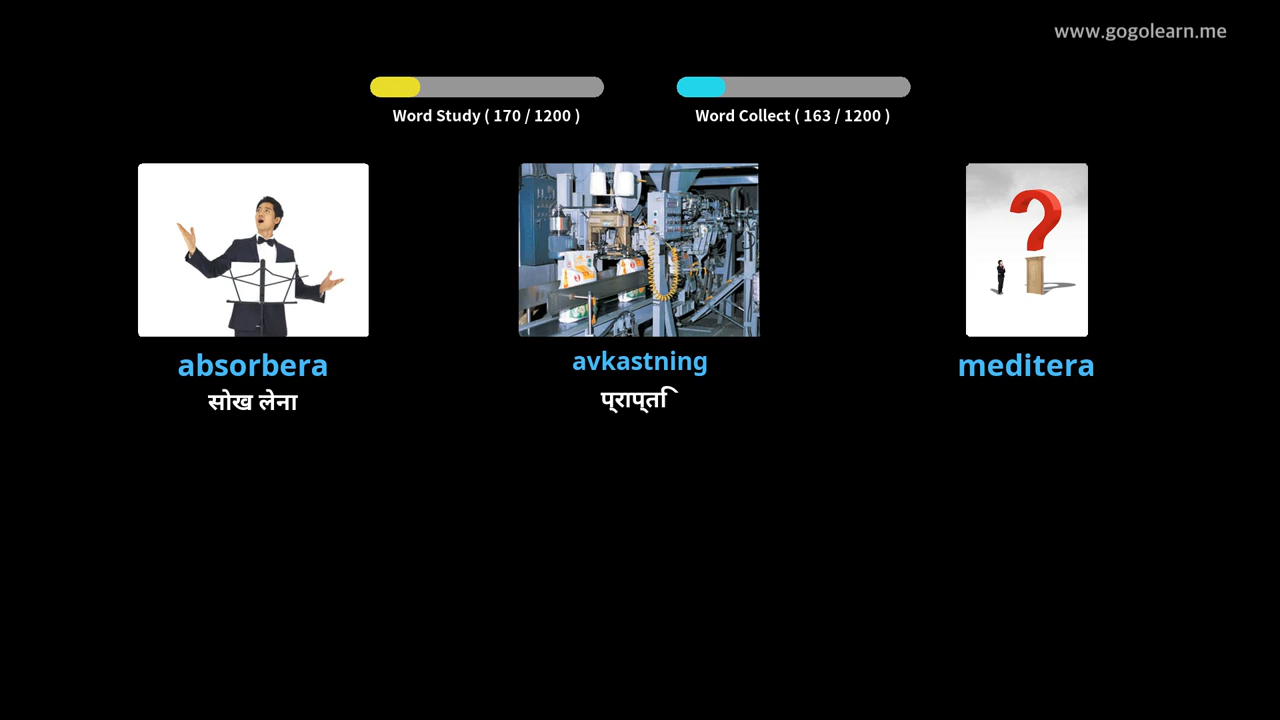 www.gogolearn.me
Word Study ( 170 / 1200 )
Word Collect ( 163 / 1200 )
absorbera
सोख लेना
avkastning
प्राप्ति
meditera